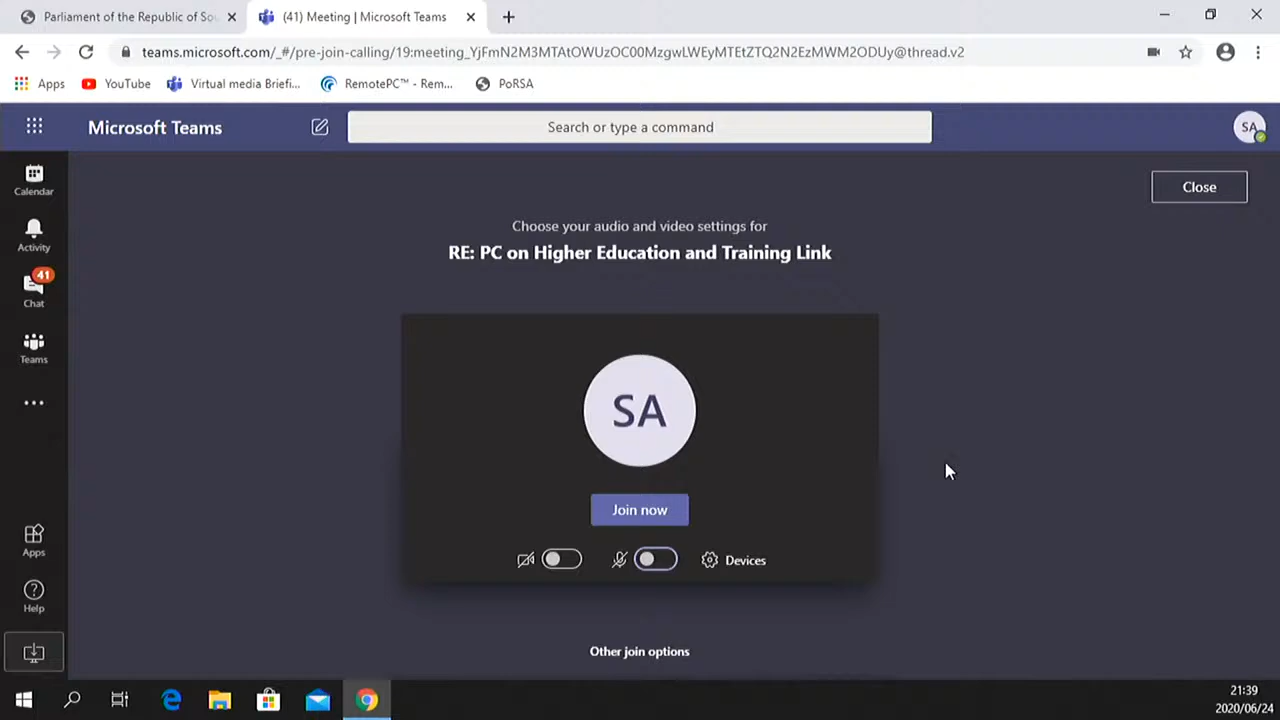 Parliament of the Republic of Sou
(41) Meeting | Microsoft Teams
teams.microsoft.com/_#/pre-join-calling/19:meeting_YjFmN2M3MTAtOWUzOC00MzgwLWEyMTEtZTQ2N2EzMWM2ODUy@thread.v2
Apps
YouTube
Virtual media Briefi...
RemotePC™ - Rem...
PoRSA
Microsoft Teams
Search or type a command
SA
Calendar
Close
Choose your audio and video settings for
Activity
RE: PC on Higher Education and Training Link
41
Chat
Teams
SA
Join now
Apps
Devices
Help
Other join options
21:39
2020/06/24